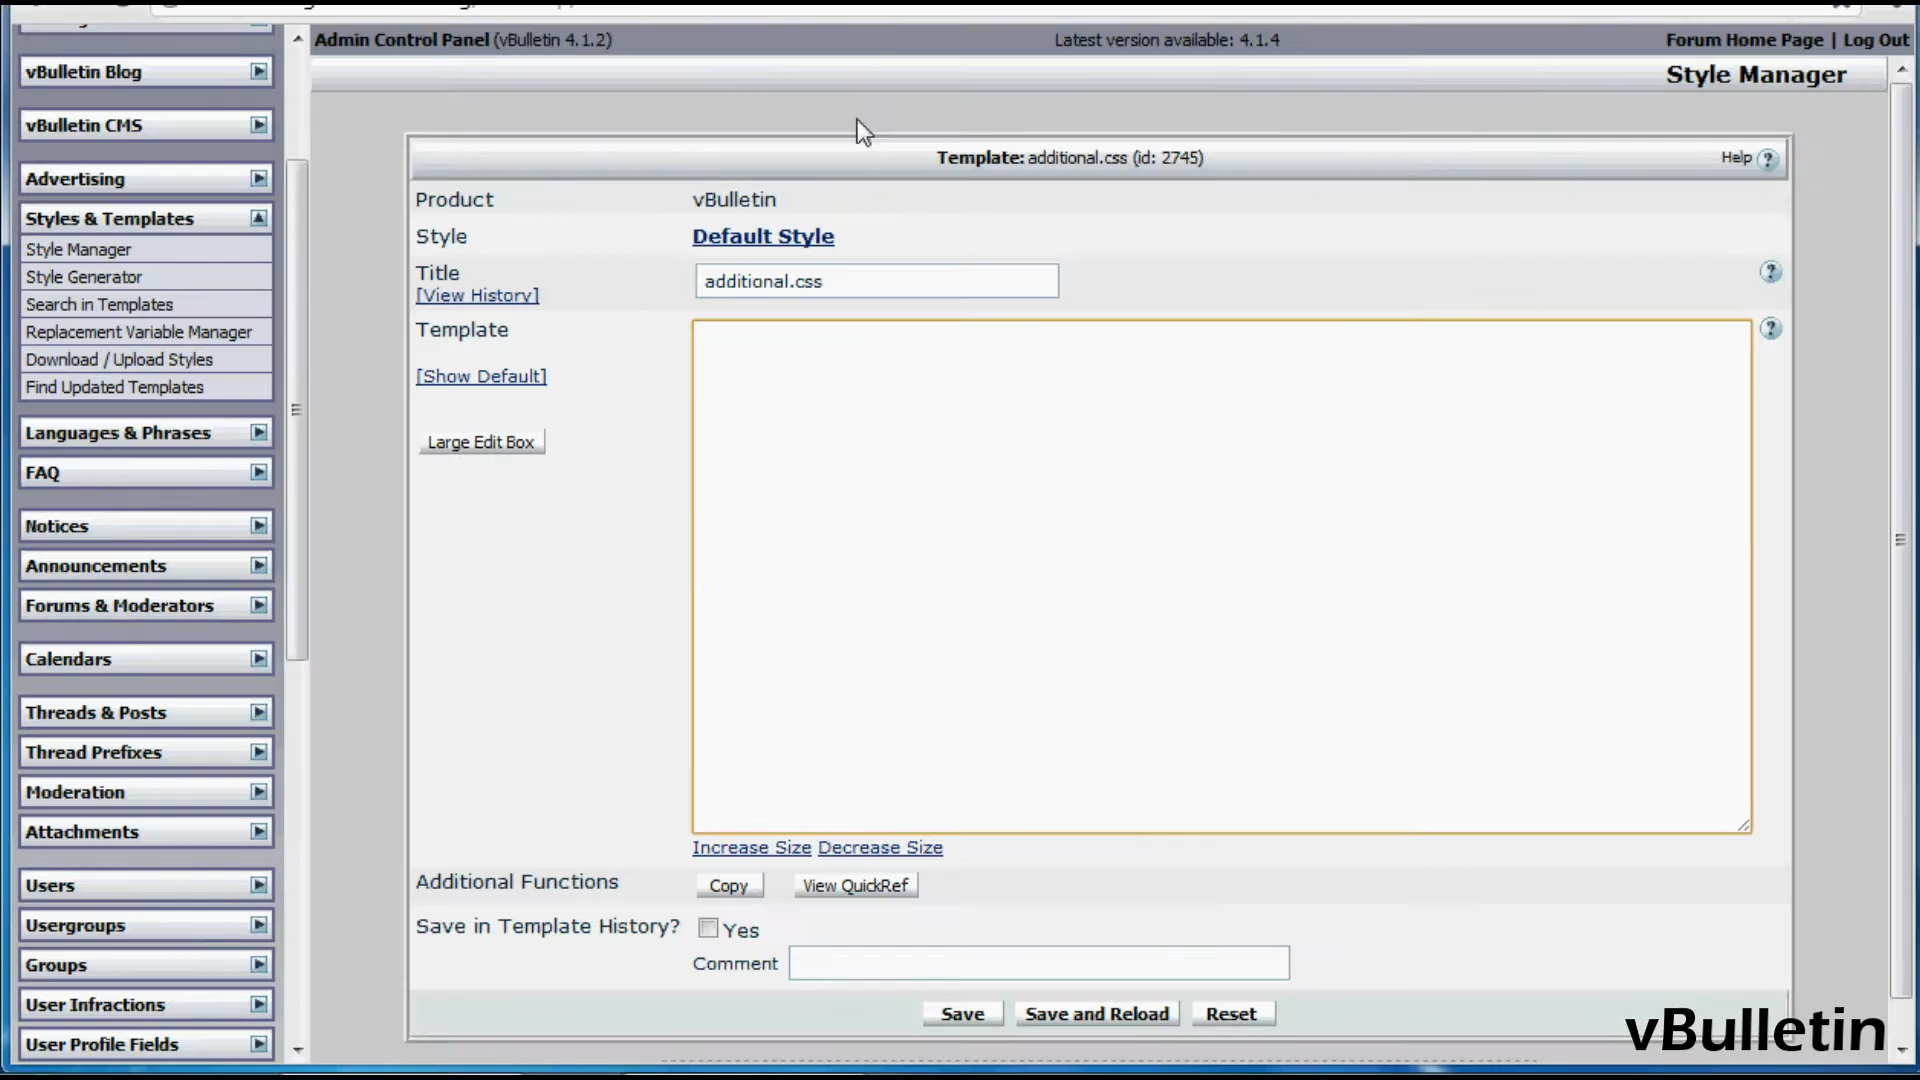 Admin Control Panel (vBulletin 4.1.2)
Latest version available: 4.1.4
Forum Home Page | Log Out
Style Manager
vBulletin Blog
vBulletin CMS
Advertising
Styles & Templates
Style Manager
Style Generator
Search in Templates
Replacement Variable Manager
Download / Upload Styles
Find Updated Templates
Languages & Phrases
FAQ
Notices
Announcements
Forums & Moderators
Calendars
Threads & Posts
Thread Prefixes
Moderation
Attachments
Users
Usergroups
Groups
User Infractions
User Profile Fields
Template: additional.css (id: 2745)
Help
Product
vBulletin
Style
Default Style
Title
[View History]
additional.css
Template
[Show Default]
Large Edit Box
Increase Size Decrease Size
Additional Functions
Copy
View QuickRef
Save in Template History?
Yes
Comment
Save
Save and Reload
Reset
vBulletin